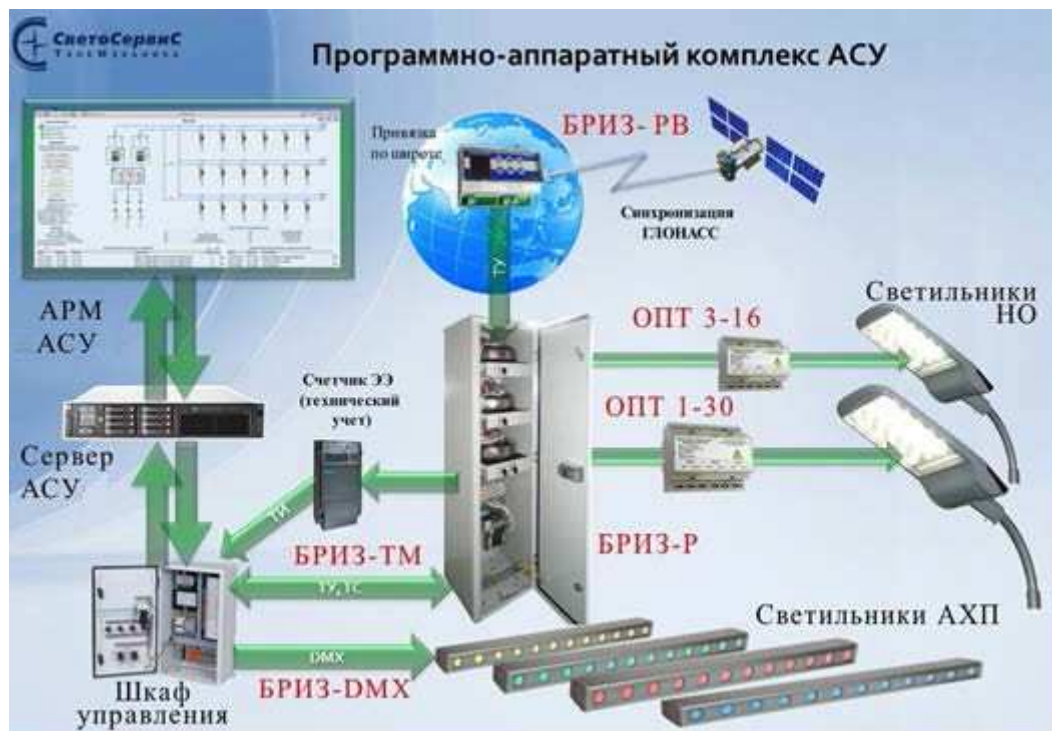 СветоСервиС
ТелеМеханика
Программно-аппаратный комплекс АСУ
Привязка
по широте
БРИЗ-РВ
Синхронизация
ГЛОНАСС
ТУ
АРМ
АСУ
ОПТ 3-16
Светильники
НО
Счетчик ЭЭ
(технический
учет)
ОПТ 1-30
Сервер
АСУ
ТИ
БРИЗ-ТМ
БРИЗ-Р
ТУ, ТС
Светильники АХП
DMX
БРИЗ-DMX
Шкаф
управления